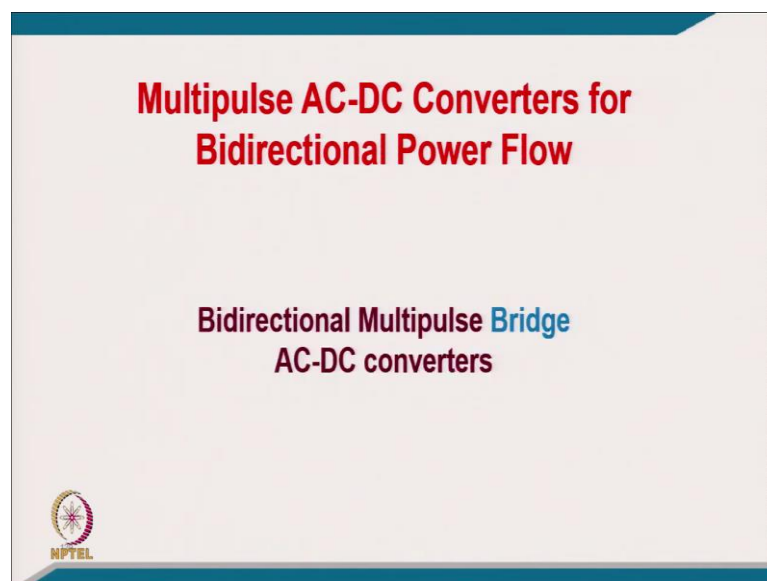 Multipulse AC-DC Converters for
Bidirectional Power Flow
Bidirectional Multipulse Bridge
AC-DC converters
NPTEL